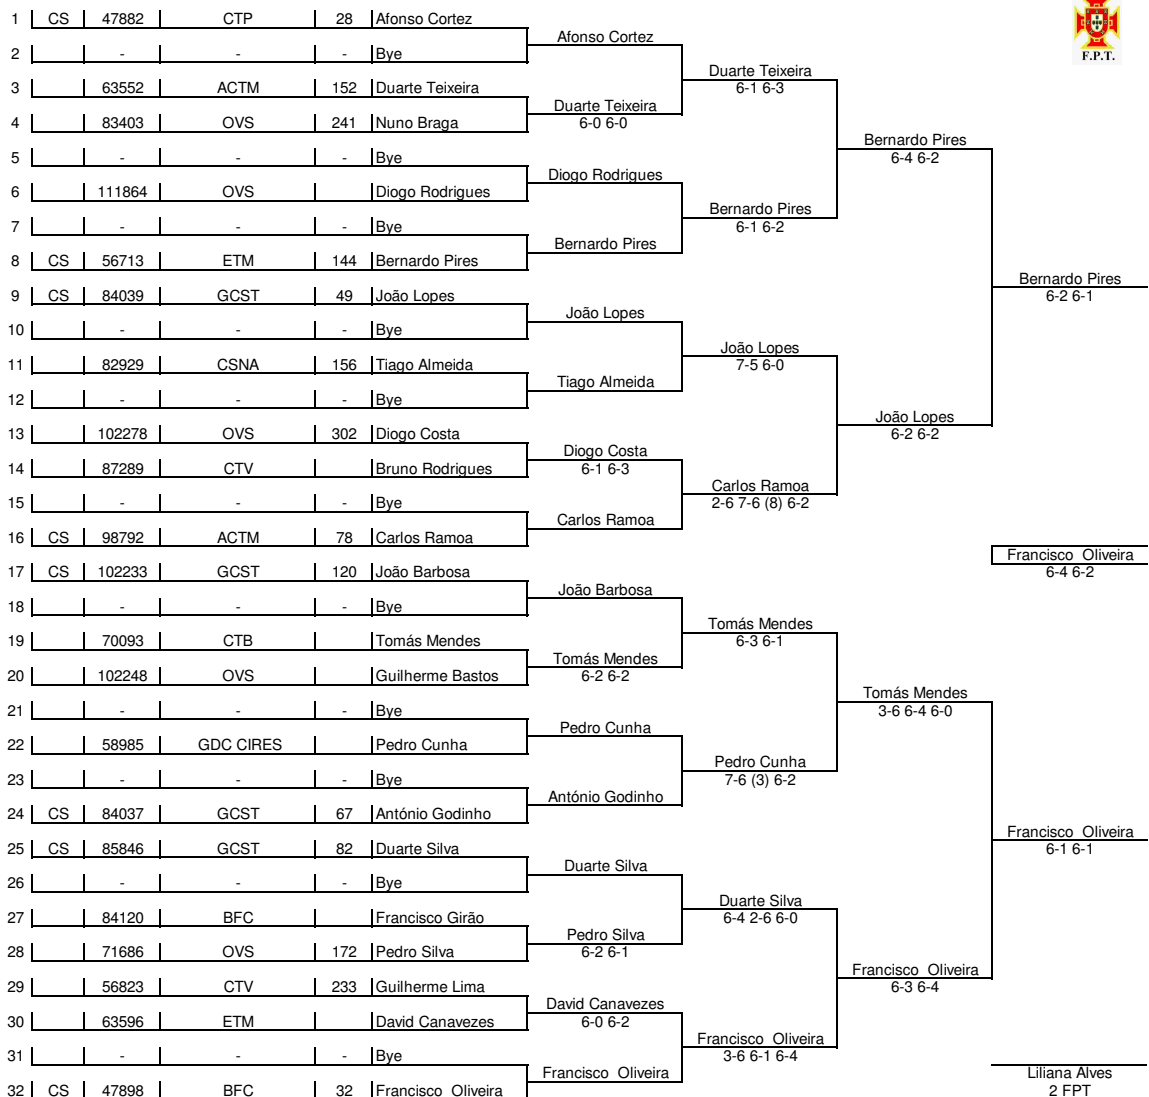 1 CS 47882 CTP 28 Afonso Cortez
Afonso Cortez
2 - - - Bye
F.P.T.
Duarte Teixeira
3 63552 ACTM 152 Duarte Teixeira
6-1 6-3
Duarte Teixeira
4 83403 OVS 241 Nuno Braga
6-0 6-0
Bernardo Pires
5 - - - Bye
6-4 6-2
Diogo Rodrigues
6 111864 OVS Diogo Rodrigues
Bernardo Pires
7 - - - Bye
6-1 6-2
Bernardo Pires
8 CS 56713 ETM 144 Bernardo Pires
Bernardo Pires
9 CS 84039 GCST 49 João Lopes
6-2 6-1
João Lopes
10 - - - Bye
João Lopes
11 82929 CSNA 156 Tiago Almeida
7-5 6-0
Tiago Almeida
12 - - - Bye
João Lopes
13 102278 OVS 302 Diogo Costa
6-2 6-2
Diogo Costa
14 87289 CTV Bruno Rodrigues
6-1 6-3
Carlos Ramoa
15 - - - Bye
2-6 7-6 (8) 6-2
Carlos Ramoa
16 CS 98792 ACTM 78 Carlos Ramoa
Francisco Oliveira
17 CS 102233 GCST 120 João Barbosa
6-4 6-2
João Barbosa
18 - - - Bye
Tomás Mendes
19 70093 CTB Tomás Mendes
6-3 6-1
Tomás Mendes
20 102248 OVS Guilherme Bastos
6-2 6-2
Tomás Mendes
21 - - - Bye
3-6 6-4 6-0
Pedro Cunha
22 58985 GDC CIRES Pedro Cunha
Pedro Cunha
23 - - - Bye
7-6 (3) 6-2
António Godinho
24 CS 84037 GCST 67 António Godinho
Francisco Oliveira
25 CS 85846 GCST 82 Duarte Silva
6-1 6-1
Duarte Silva
26 - - - Bye
Duarte Silva
27 84120 BFC Francisco Girão
6-4 2-6 6-0
Pedro Silva
28 71686 OVS 172 Pedro Silva
6-2 6-1
Francisco Oliveira
29 56823 CTV 233 Guilherme Lima
6-3 6-4
David Canavezes
30 63596 ETM David Canavezes
6-0 6-2
Francisco Oliveira
31 - - - Bye
3-6 6-1 6-4
Francisco Oliveira
Liliana Alves
32 CS 47898 BFC 32 Francisco Oliveira
2 FPT